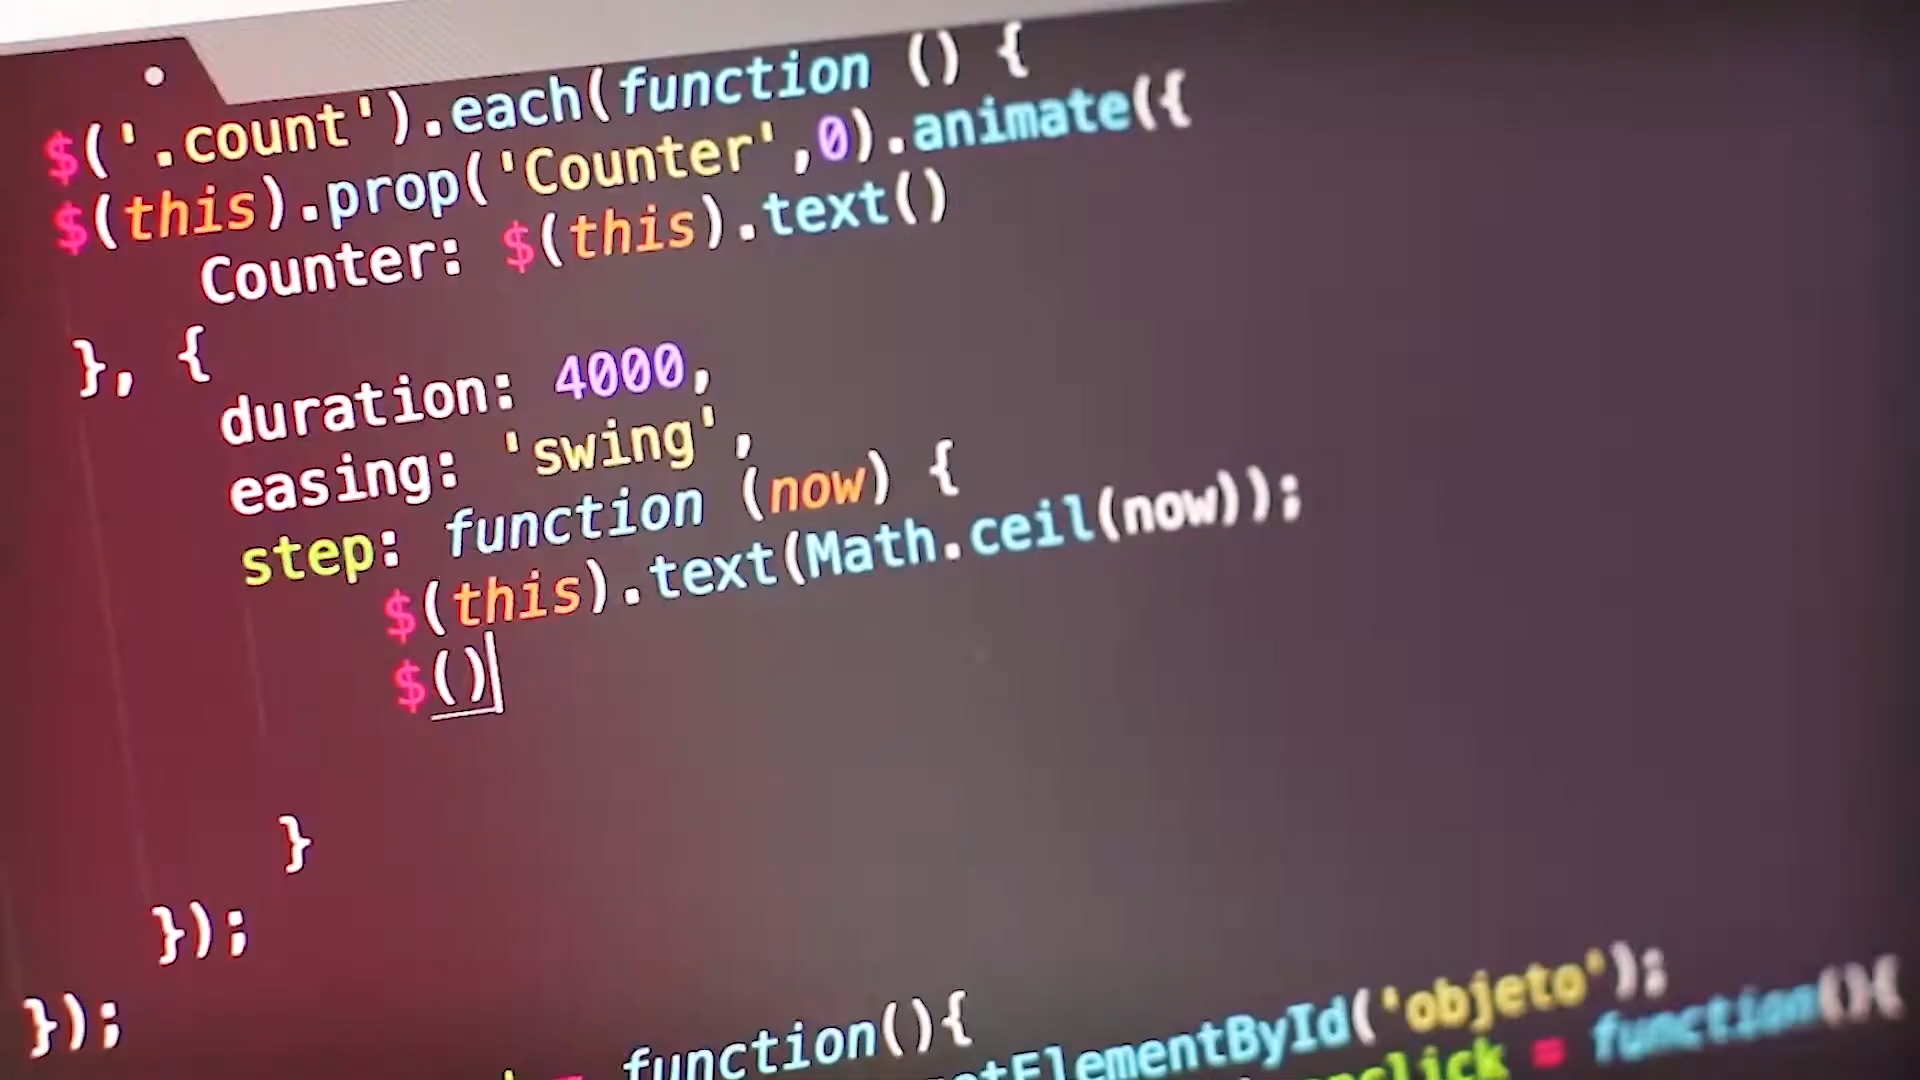 $('.count').each(function () {
$(this).prop('Counter',0).animate({
Counter: $(this).text()
}, {
duration: 4000,
easing: 'swing',
step: function (now) {
$(this).text(Math.ceil(now));
$()
}
});
});
function(){
ElementById('objeto');
= function(){